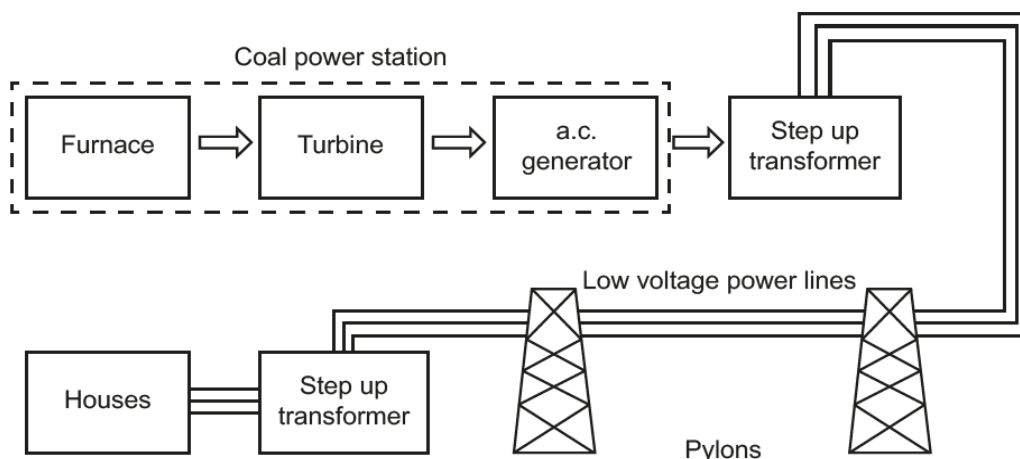 Coal power station
Furnace
Turbine
a.c.
generator
Step up
transformer
Low voltage power lines
Houses
Step up
transformer
Pylons